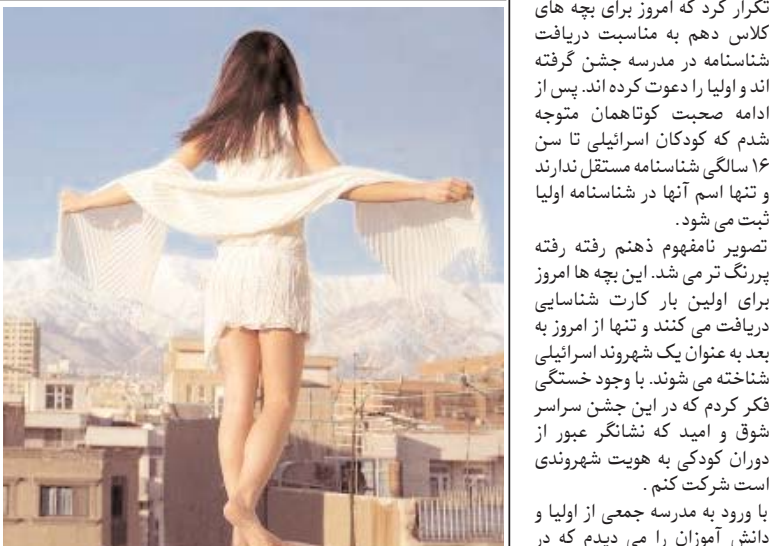 تکرار کرد که امروز برای بچه های
کلاس دهم به مناسبت دریافت
شناسنامه در مدرسه جشن گرفته
اند و اولیا را دعوت کرده اند. پس از
ادامه صحبت کوتاهمان متوجه
شدم که کودکان اسرائیلی تا سن
۱۶ سالگی شناسنامه مستقل ندارند
و تنها اسم آنها در شناسنامه اولیا
ثبت می شود.
تصویر نامفهوم ذهنم رفته رفته
پررنگ تر می شد. این بچه ها امروز
برای اولین بار کارت شناسایی
دریافت می کنند و تنها از امروز به
بعد به عنوان یک شهروند اسرائیلی
شناخته می شوند. با وجود خستگی
فکر کردم که در این جشن سراسر
شوق و امید که نشانگر عبور از
دوران کودکی به هویت شهروندی
است شرکت کنم .
با ورود به مدرسه جمعی از اولیا و
دانش آموزان را می دیدم که در